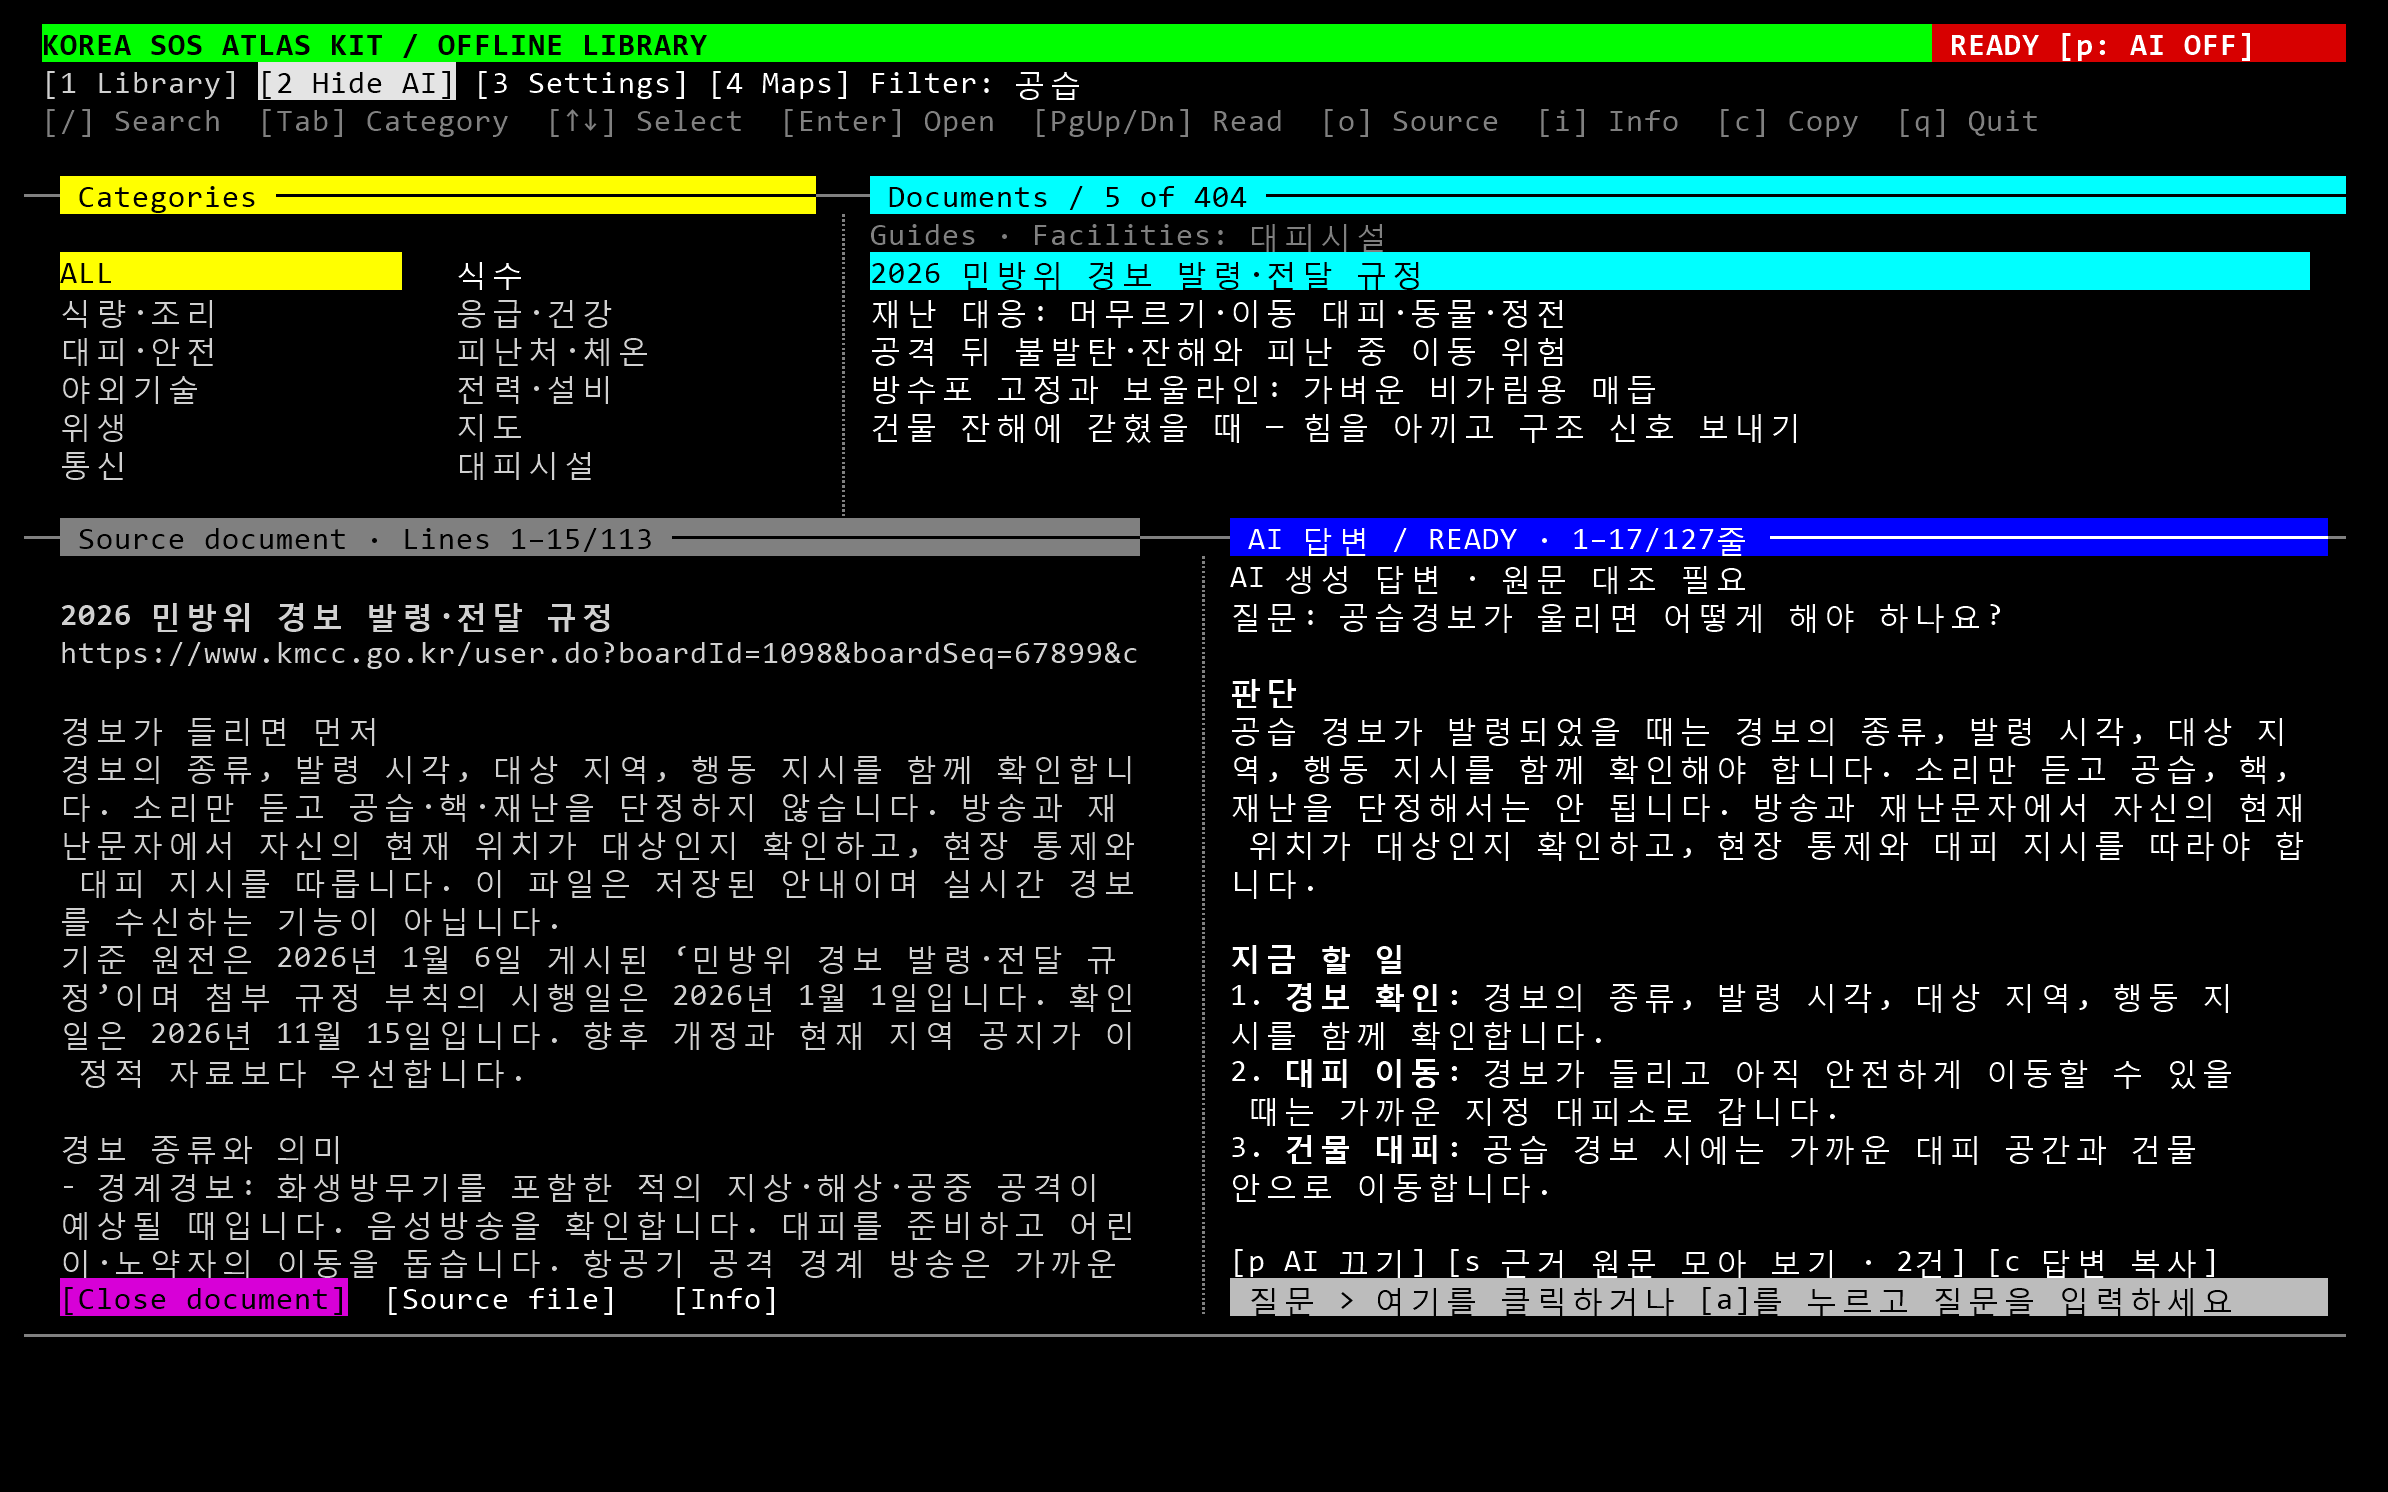 KOREA SOS ATLAS KIT / OFFLINE LIBRARY READY [p: AI OFF]
[1 Library] [2 Hide AI] [3 Settings] [4 Maps] Filter: 공습
[/] Search [Tab] Category [↑↓] Select [Enter] Open [PgUp/Dn] Read [o] Source [i] Info [c] Copy [q] Quit
Categories
ALL 식수
식량·조리 응급·건강
대피·안전 피난처·체온
야외기술 전력·설비
위생 지도
통신 대피시설
Documents / 5 of 404
Guides · Facilities: 대피시설
2026 민방위 경보 발령·전달 규정
재난 대응: 머무르기·이동 대피·동물·정전
공격 뒤 불발탄·잔해와 피난 중 이동 위험
방수포 고정과 보울라인: 가벼운 비가림용 매듭
건물 잔해에 갇혔을 때 — 힘을 아끼고 구조 신호 보내기
Source document · Lines 1–15/113
2026 민방위 경보 발령·전달 규정
https://www.kmcc.go.kr/user.do?boardId=1098&boardSeq=67899&c
경보가 들리면 먼저
경보의 종류, 발령 시각, 대상 지역, 행동 지시를 함께 확인합니
다. 소리만 듣고 공습·핵·재난을 단정하지 않습니다. 방송과 재
난문자에서 자신의 현재 위치가 대상인지 확인하고, 현장 통제와
대피 지시를 따릅니다. 이 파일은 저장된 안내이며 실시간 경보
를 수신하는 기능이 아닙니다.
기준 원전은 2026년 1월 6일 게시된 ‘민방위 경보 발령·전달 규
정’이며 첨부 규정 부칙의 시행일은 2026년 1월 1일입니다. 확인
일은 2026년 11월 15일입니다. 향후 개정과 현재 지역 공지가 이
정적 자료보다 우선합니다.
경보 종류와 의미
- 경계경보: 화생방무기를 포함한 적의 지상·해상·공중 공격이
예상될 때입니다. 음성방송을 확인합니다. 대피를 준비하고 어린
이·노약자의 이동을 돕습니다. 항공기 공격 경계 방송은 가까운
[Close document] [Source file] [Info]
AI 답변 / READY · 1–17/127줄
AI 생성 답변 · 원문 대조 필요
질문: 공습경보가 울리면 어떻게 해야 하나요?
판단
공습 경보가 발령되었을 때는 경보의 종류, 발령 시각, 대상 지
역, 행동 지시를 함께 확인해야 합니다. 소리만 듣고 공습, 핵,
재난을 단정해서는 안 됩니다. 방송과 재난문자에서 자신의 현재
위치가 대상인지 확인하고, 현장 통제와 대피 지시를 따라야 합
니다.
지금 할 일
1. 경보 확인: 경보의 종류, 발령 시각, 대상 지역, 행동 지
시를 함께 확인합니다.
2. 대피 이동: 경보가 들리고 아직 안전하게 이동할 수 있을
때는 가까운 지정 대피소로 갑니다.
3. 건물 대피: 공습 경보 시에는 가까운 대피 공간과 건물
안으로 이동합니다.
[p AI 끄기] [s 근거 원문 모아 보기 · 2건] [c 답변 복사]
질문 > 여기를 클릭하거나 [a]를 누르고 질문을 입력하세요